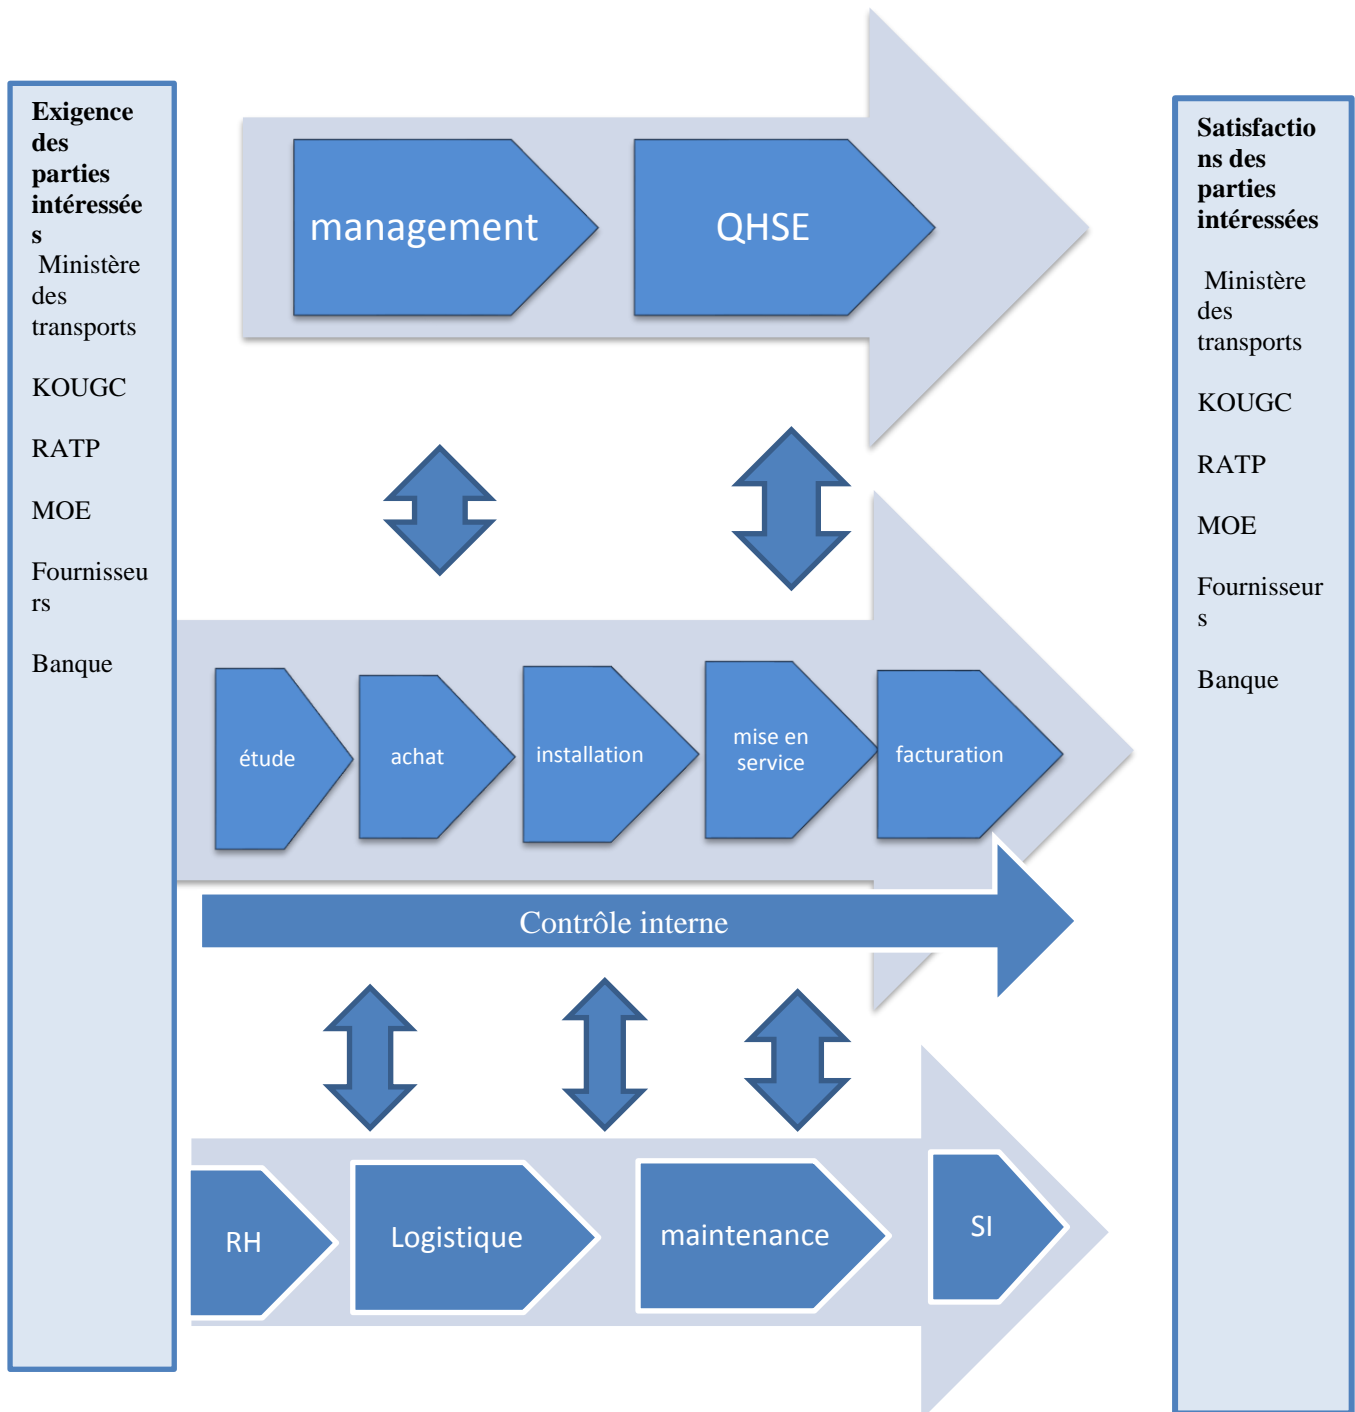 Exigence
des
parties
intéressée
s
Ministère
des
transports
KOUGC
RATP
MOE
Fournisseu
rs
Banque
management
QHSE
étude
achat
installation
mise en
service
facturation
Contrôle interne
RH
Logistique
maintenance
SI
Satisfactio
ns des
parties
intéressées
Ministère
des
transports
KOUGC
RATP
MOE
Fournisseur
s
Banque